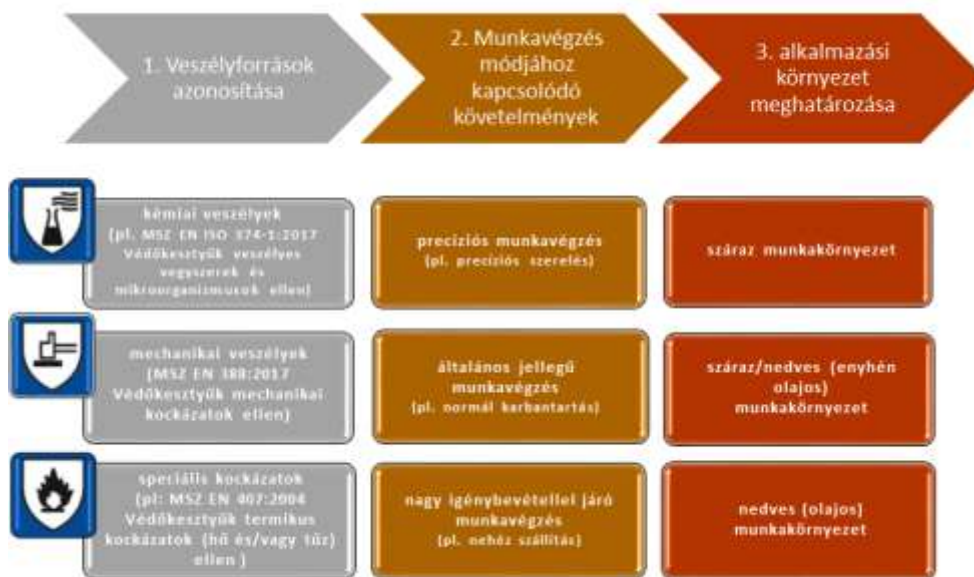 1. Veszélyforrások
azonosítása
2. Munkavégzés
módjához
kapcsolódó
követelmények
3. alkalmazási
környezet
meghatározása
kémiai veszélyek
(pl. MSZ EN ISO 374-1:2017
Védőkesztyűk veszélyes
vegyszerek és
mikroorganizmusok ellen)
precíziós munkavégzés
(pl. precíziós szerelés)
száraz munkakörnyezet
mechanikai veszélyek
(MSZ EN 388:2017
Védőkesztyűk mechanikai
kockázatok ellen)
általános jellegű
munkavégzés
(pl. normál karbantartás)
száraz/nedves (enyhén
olajos)
munkakörnyezet
speciális kockázatok
(pl: MSZ EN 407:2004
Védőkesztyűk termikus
kockázatok (hő és/vagy tűz)
ellen )
nagy igénybevétellel járó
munkavégzés
(pl. nehéz szállítás)
nedves (olajos)
munkakörnyezet